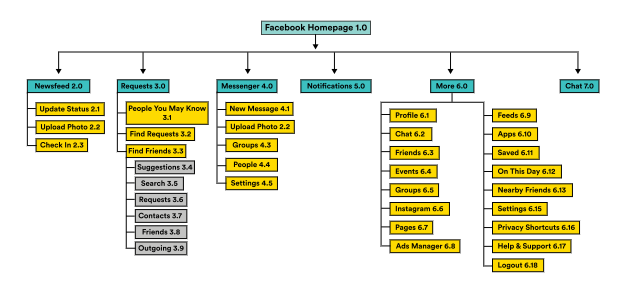 Facebook Homepage 1.0
Newsfeed 2.0
Update Status 2.1
Upload Photo 2.2
Check In 2.3
Requests 3.0
People You May Know
3.1
Find Requests 3.2
Find Friends 3.3
Suggestions 3.4
Search 3.5
Requests 3.6
Contacts 3.7
Friends 3.8
Outgoing 3.9
Messenger 4.0
New Message 4.1
Upload Photo 2.2
Groups 4.3
People 4.4
Settings 4.5
Notifications 5.0
More 6.0
Profile 6.1
Chat 6.2
Friends 6.3
Events 6.4
Groups 6.5
Instagram 6.6
Pages 6.7
Ads Manager 6.8
Feeds 6.9
Apps 6.10
Saved 6.11
On This Day 6.12
Nearby Friends 6.13
Settings 6.15
Privacy Shortcuts 6.16
Help & Support 6.17
Logout 6.18
Chat 7.0